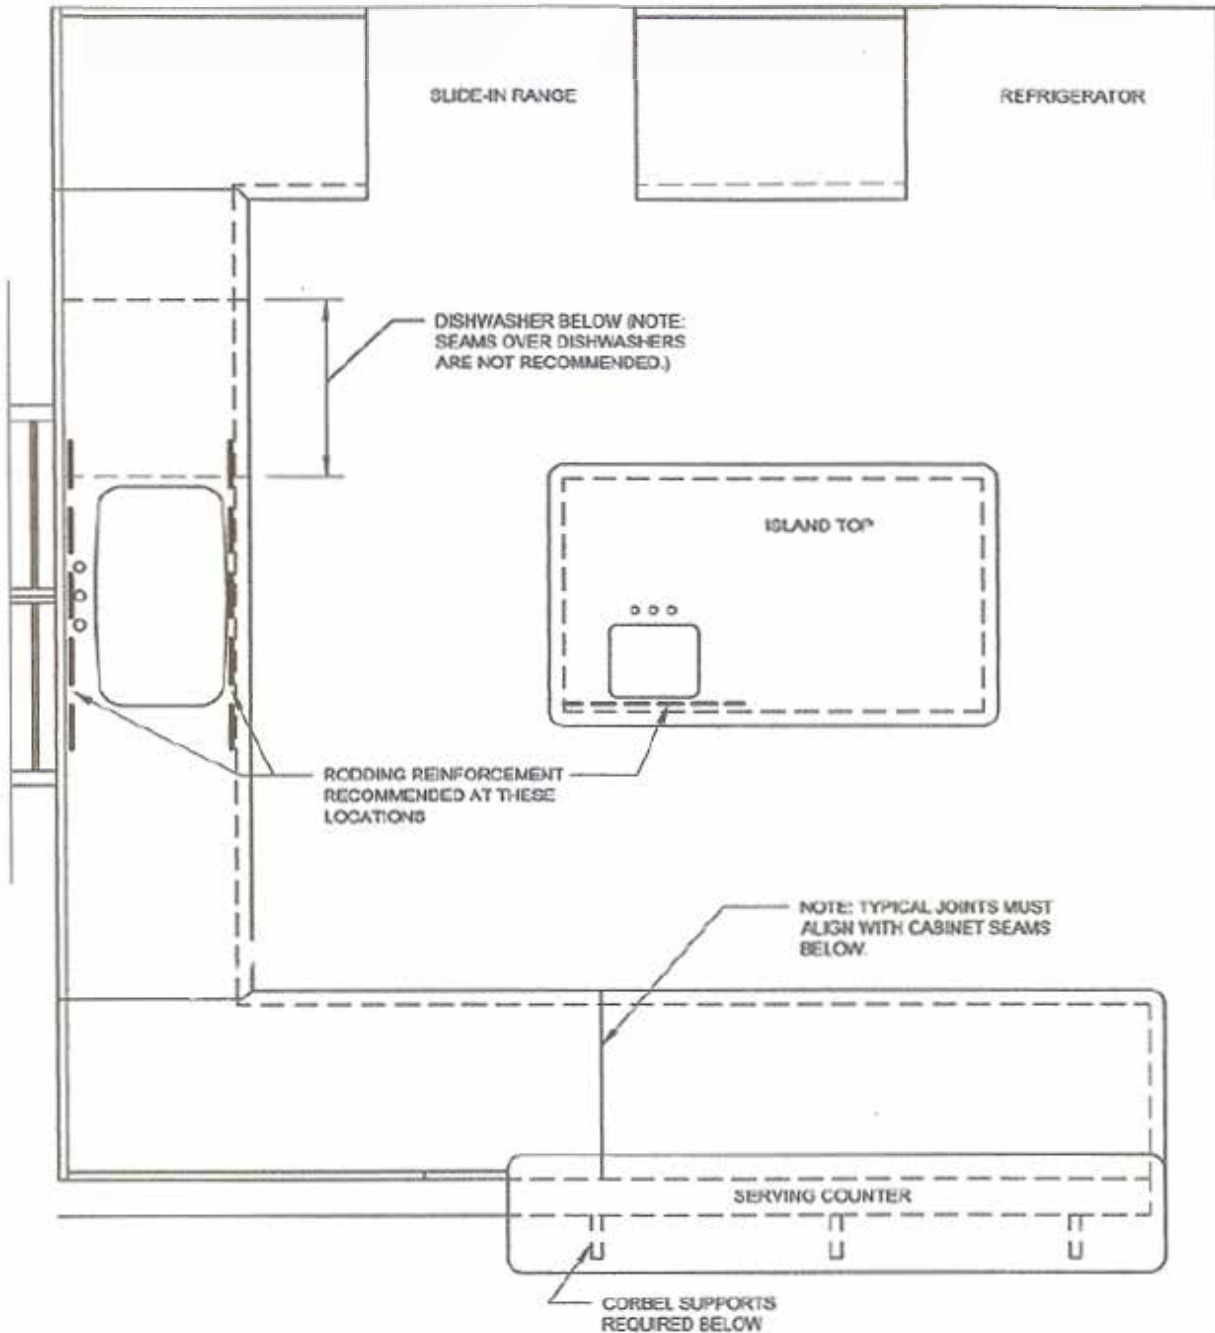 SLIDE-IN RANGE
REFRIGERATOR
DISHWASHER BELOW (NOTE:
SEAMS OVER DISHWASHERS
ARE NOT RECOMMENDED.)
ISLAND TOP
RODDING REINFORCEMENT
RECOMMENDED AT THESE
LOCATIONS
NOTE: TYPICAL JOINTS MUST
ALIGN WITH CABINET SEAMS
BELOW.
SERVING COUNTER
CORBEL SUPPORTS
REQUIRED BELOW